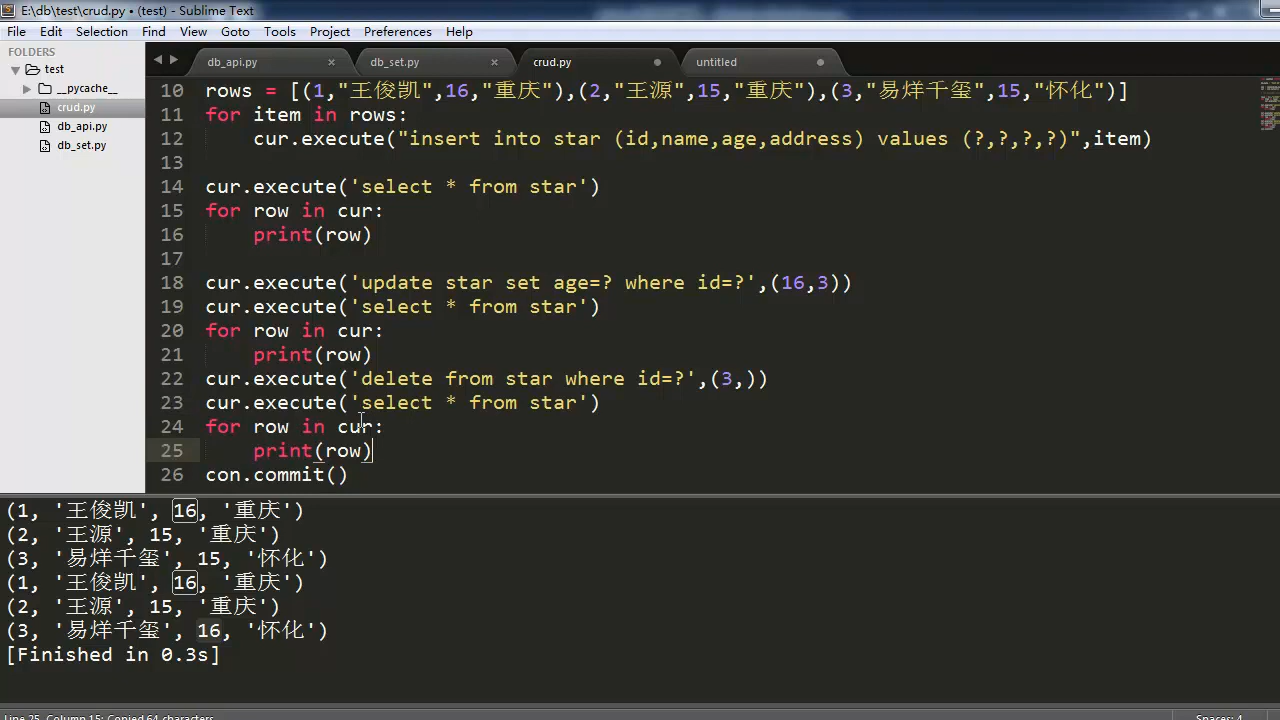 E:\db\test\crud.py • (test) - Sublime Text
File Edit Selection Find View Goto Tools Project Preferences Help
FOLDERS
test
__pycache__
crud.py
db_api.py
db_set.py
db_api.py × db_set.py × crud.py untitled
10 rows = [(1,"王俊凯",16,"重庆"),(2,"王源",15,"重庆"),(3,"易烊千玺",15,"怀化")]
11 for item in rows:
12     cur.execute("insert into star (id,name,age,address) values (?,?,?,?)",item)
13
14 cur.execute('select * from star')
15 for row in cur:
16     print(row)
17
18 cur.execute('update star set age=? where id=?',(16,3))
19 cur.execute('select * from star')
20 for row in cur:
21     print(row)
22 cur.execute('delete from star where id=?',(3,))
23 cur.execute('select * from star')
24 for row in cur:
25     print(row)
26 con.commit()
(1, '王俊凯', 16, '重庆')
(2, '王源', 15, '重庆')
(3, '易烊千玺', 15, '怀化')
(1, '王俊凯', 16, '重庆')
(2, '王源', 15, '重庆')
(3, '易烊千玺', 16, '怀化')
[Finished in 0.3s]
Line 25, Column 15; Copied 64 characters Spaces: 4